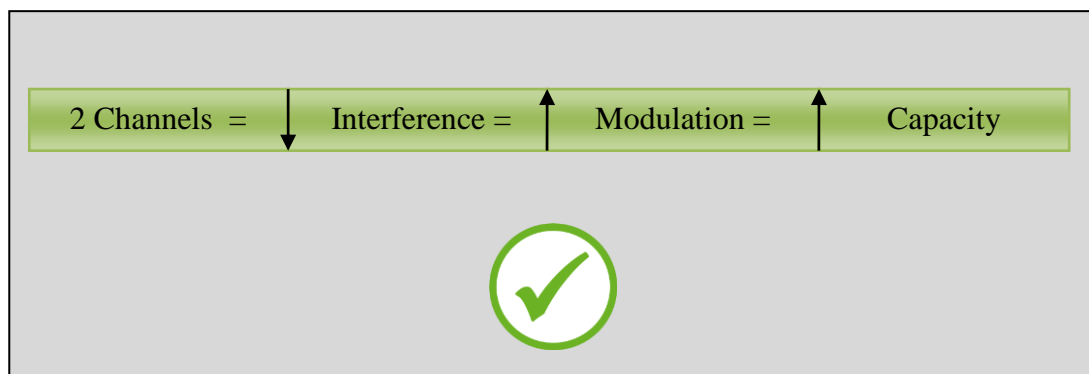 2 Channels = ↓ Interference = ↑ Modulation = ↑ Capacity